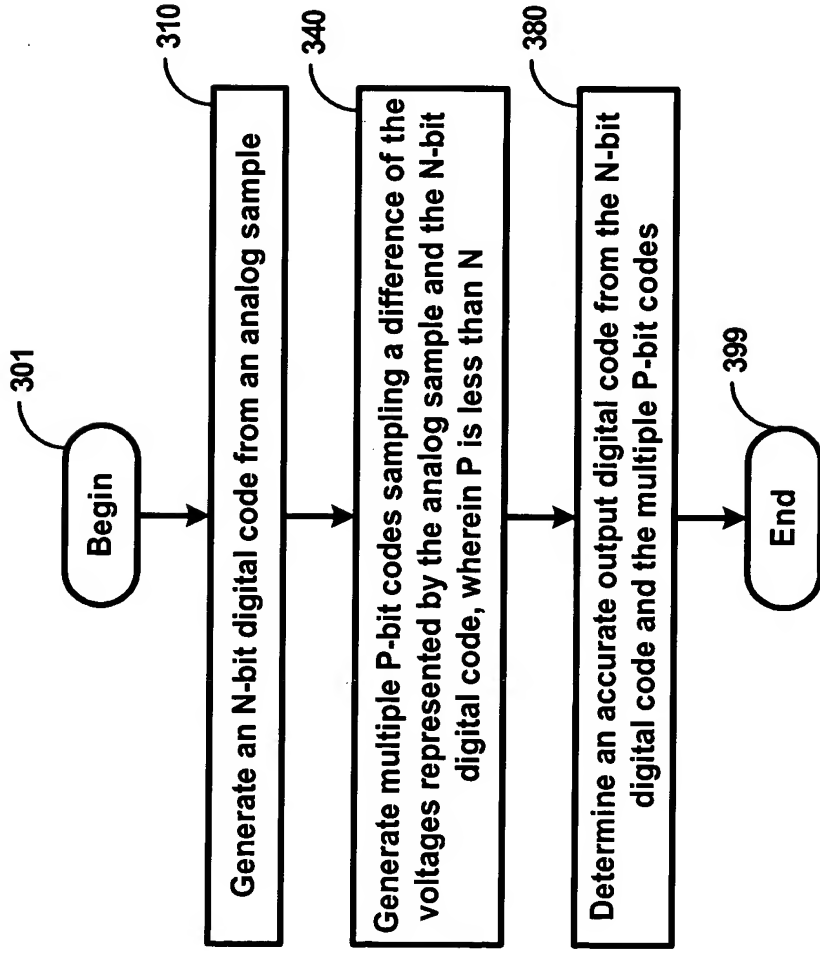 Begin
301
Generate an N-bit digital code from an analog sample
310
Generate multiple P-bit codes sampling a difference of the
voltages represented by the analog sample and the N-bit
digital code, wherein P is less than N
340
Determine an accurate output digital code from the N-bit
digital code and the multiple P-bit codes
380
End
399